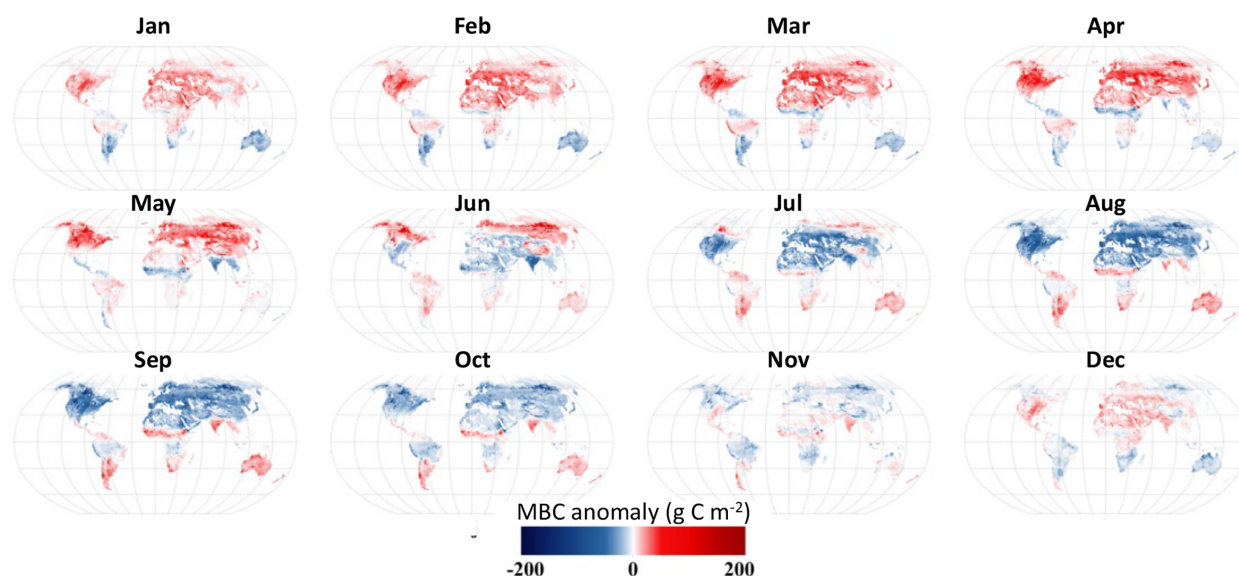 Jan Feb Mar Apr
May Jun Jul Aug
Sep Oct Nov Dec
MBC anomaly (g C m⁻²)
-200 0 200